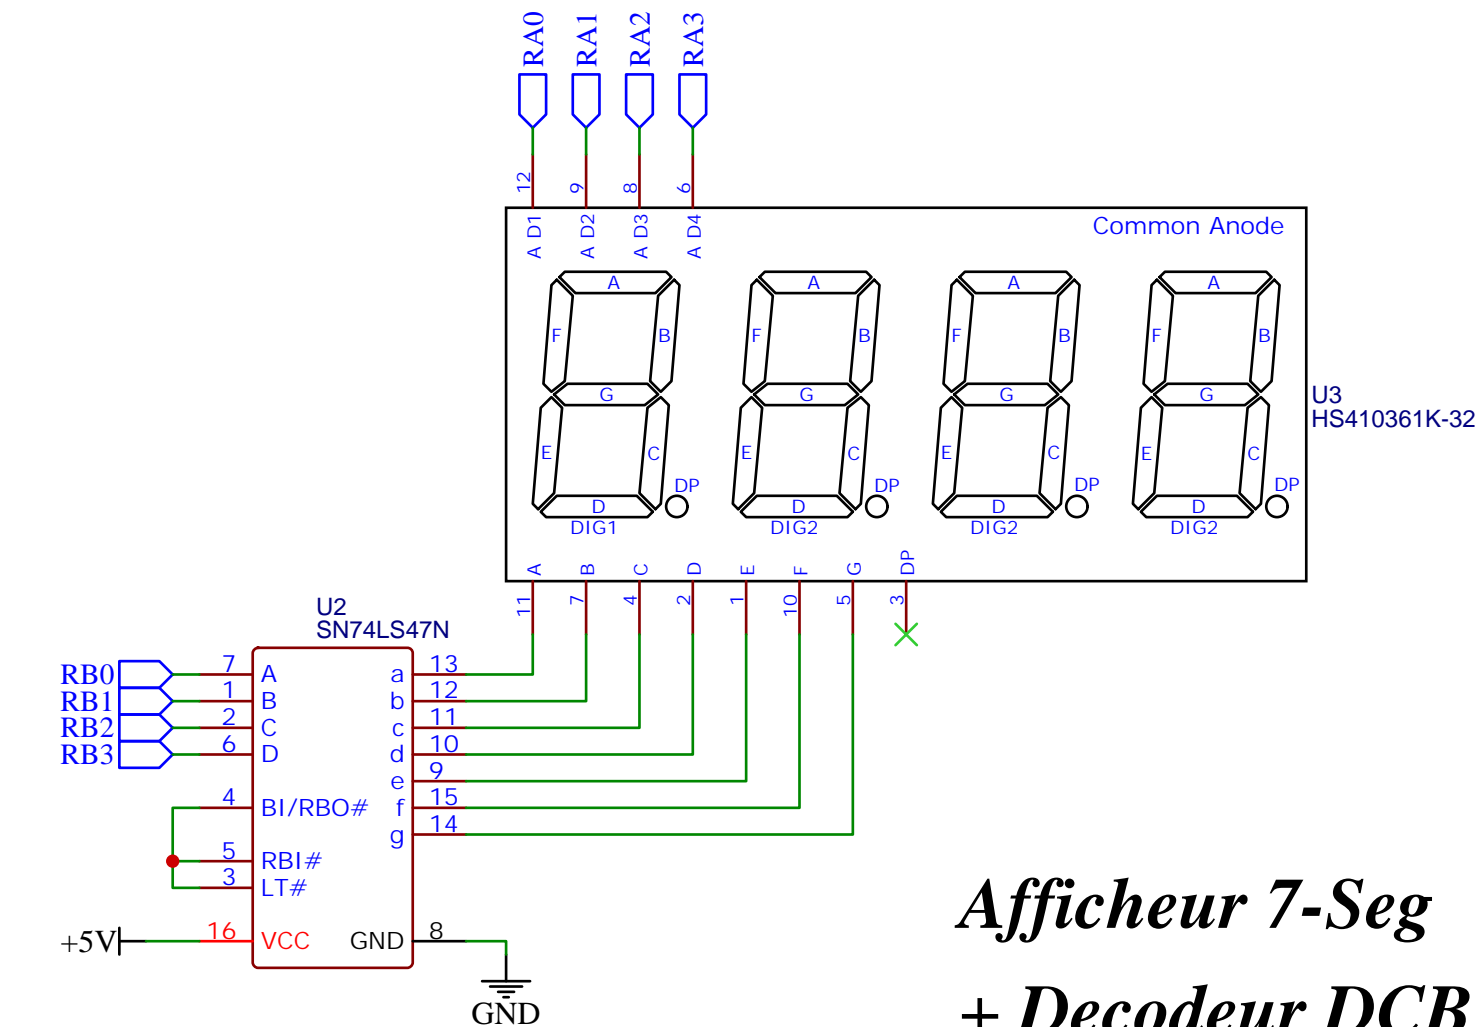 RA0 RA1 RA2 RA3
12 9 8 6
A D1 A D2 A D3 A D4
Common Anode
A A A A
F B F B F B F B
G G G G
U3
HS410361K-32
E C E C E C E C
DP DP DP DP
D D D D
DIG1 DIG2 DIG2 DIG2
A B C D E F G DP
11 7 4 2 1 10 5 3
U2
SN74LS47N
RB0 7 A a 13
RB1 1 B b 12
RB2 2 C c 11
RB3 6 D d 10
e 9
4 BI/RBO# f 15
g 14
5 RBI#
3 LT#
+5V 16 VCC GND 8
GND
Afficheur 7-Seg
+ Decodeur DCB